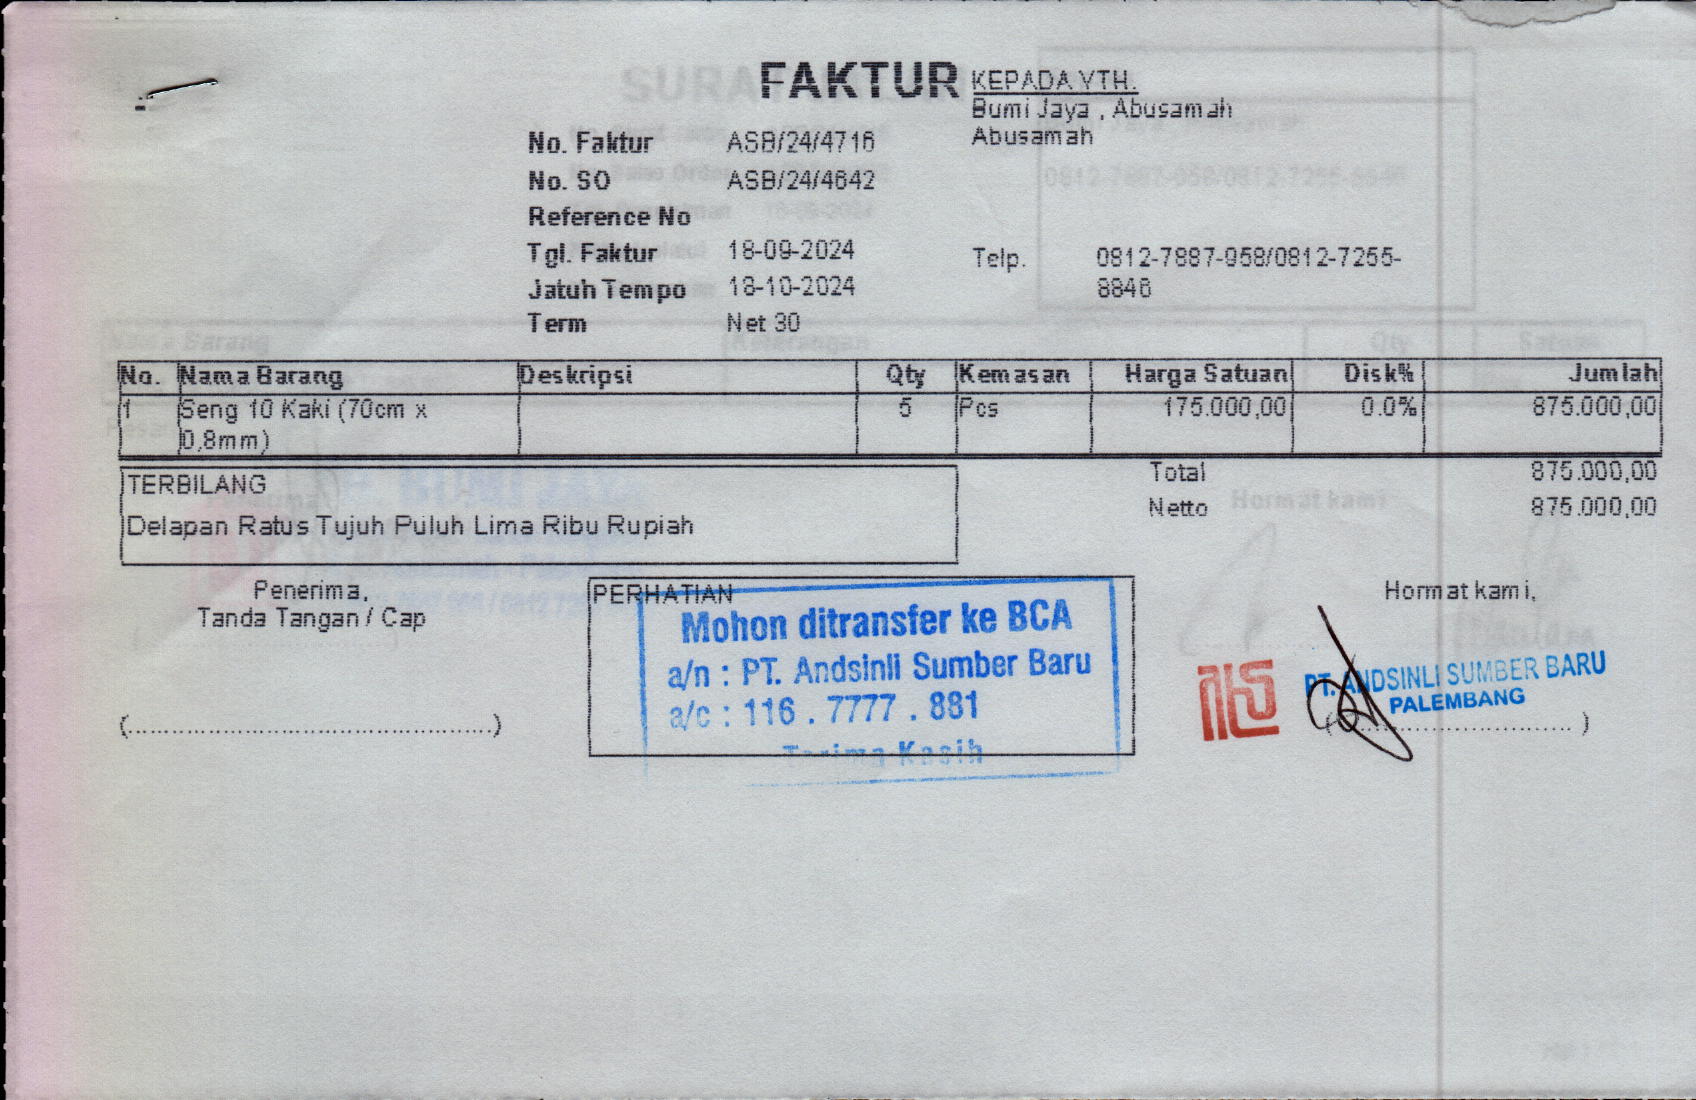 FAKTUR
KEPADA YTH.
Bumi Jaya , Abusamah
Abusamah
No. Faktur ASB/24/4716
No. SO ASB/24/4642
Reference No
Tgl. Faktur 18-09-2024
Jatuh Tempo 18-10-2024
Term Net 30
Telp. 0812-7887-958/0812-7255-
8846
No. Nama Barang Deskripsi Qty Kemasan Harga Satuan Disk% Jumlah
1 Seng 10 Kaki (70cm x 5 Pcs 175.000,00 0.0% 875.000,00
0,8mm)
Total 875.000,00
Netto 875.000,00
TERBILANG
Delapan Ratus Tujuh Puluh Lima Ribu Rupiah
Penerima,
Tanda Tangan / Cap
(................................................)
PERHATIAN
Mohon ditransfer ke BCA
a/n : PT. Andsinli Sumber Baru
a/c : 116 . 7777 . 881
Terima Kasih
Hormat kami,
PT. ANDSINLI SUMBER BARU
PALEMBANG